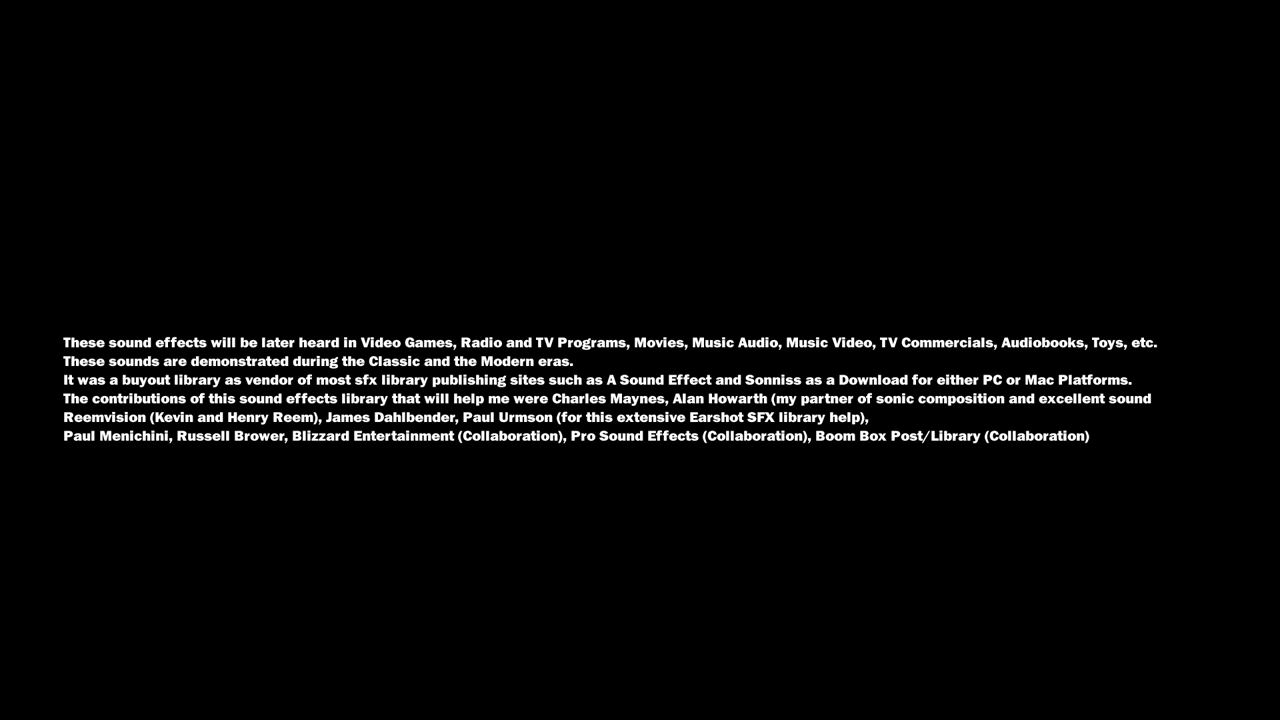 These sound effects will be later heard in Video Games, Radio and TV Programs, Movies, Music Audio, Music Video, TV Commercials, Audiobooks, Toys, etc.
These sounds are demonstrated during the Classic and the Modern eras.
It was a buyout library as vendor of most sfx library publishing sites such as A Sound Effect and Sonniss as a Download for either PC or Mac Platforms.
The contributions of this sound effects library that will help me were Charles Maynes, Alan Howarth (my partner of sonic composition and excellent sound
Reemvision (Kevin and Henry Reem), James Dahlbender, Paul Urmson (for this extensive Earshot SFX library help),
Paul Menichini, Russell Brower, Blizzard Entertainment (Collaboration), Pro Sound Effects (Collaboration), Boom Box Post/Library (Collaboration)